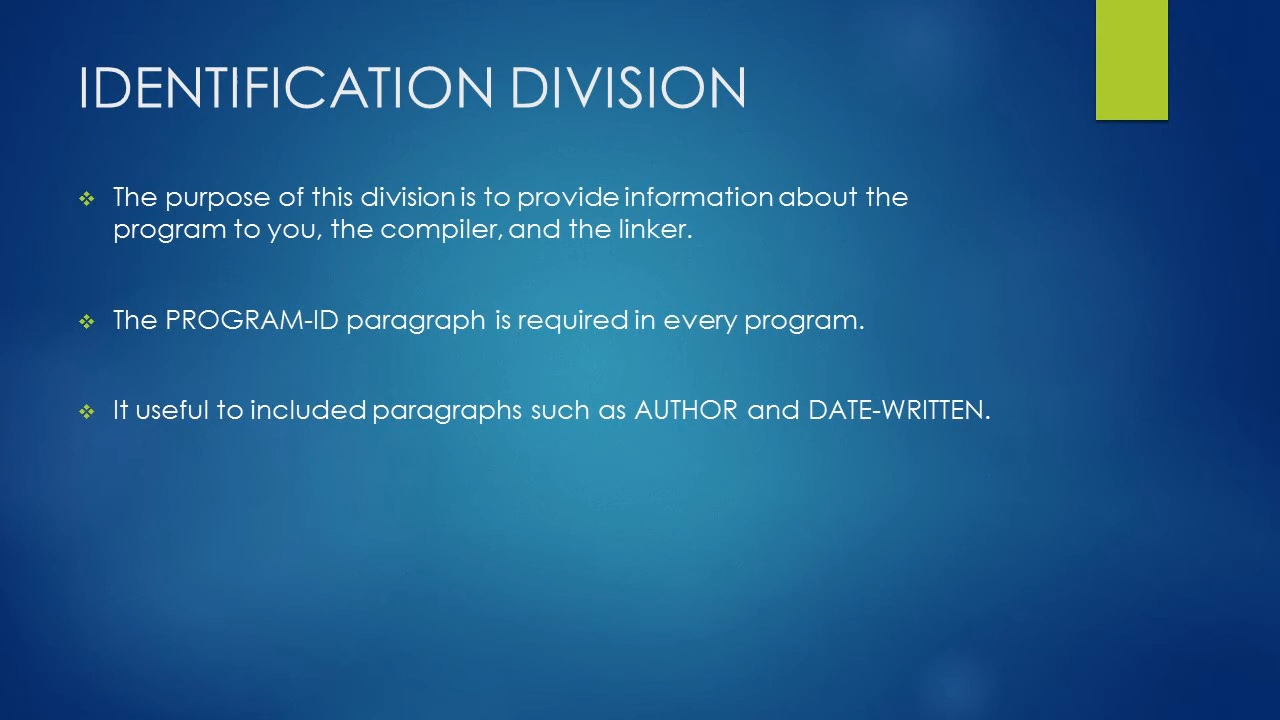 IDENTIFICATION DIVISION
The purpose of this division is to provide information about the
program to you, the compiler, and the linker.
The PROGRAM-ID paragraph is required in every program.
It useful to included paragraphs such as AUTHOR and DATE-WRITTEN.